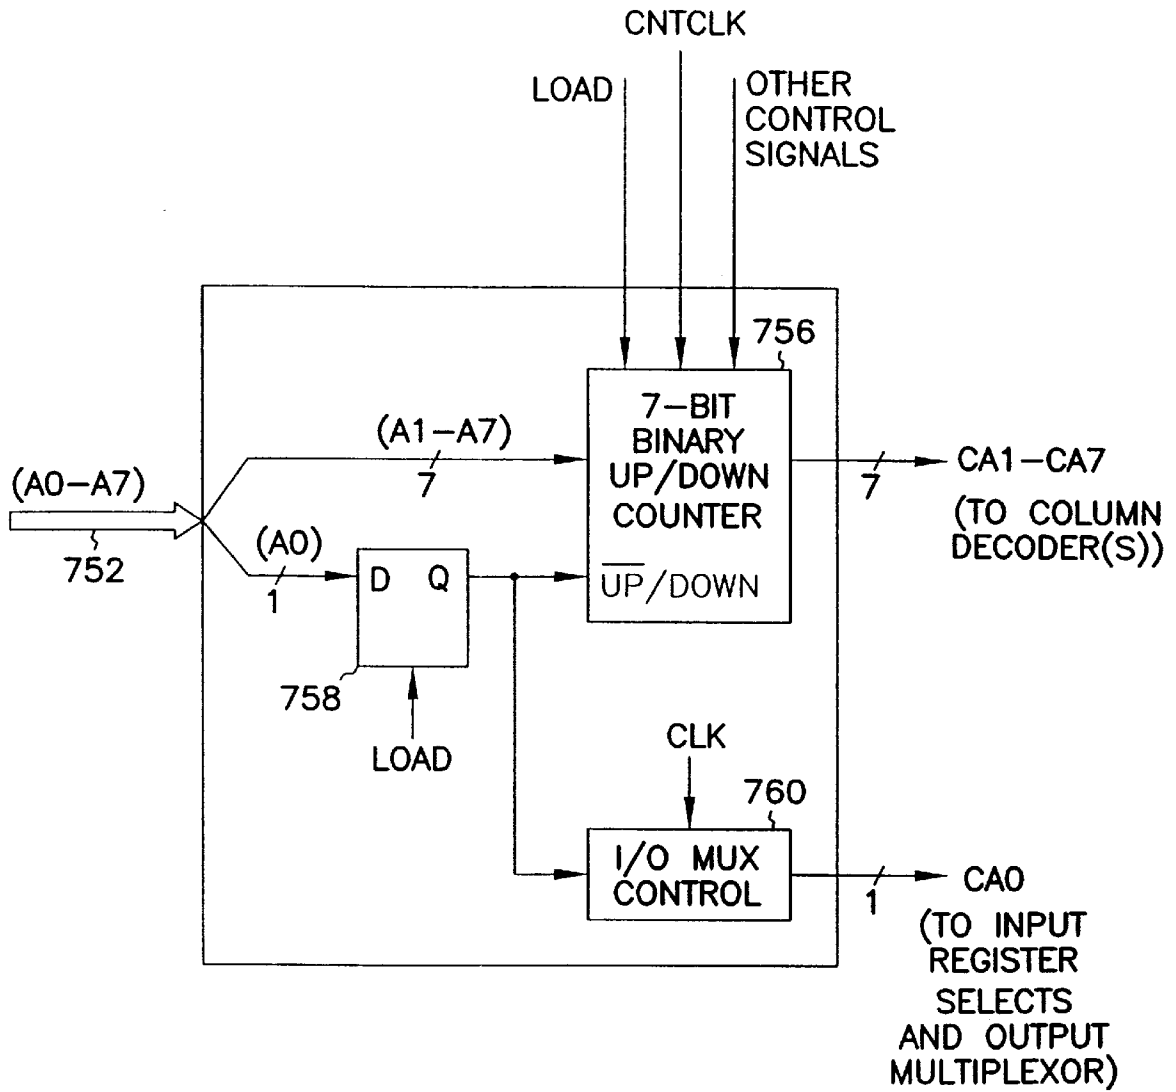 CNTCLK
LOAD
OTHER
CONTROL
SIGNALS
756
7-BIT
BINARY
UP/DOWN
COUNTER
U̅P̅/DOWN
(A1-A7)
7
(A0-A7)
752
(A0)
1
D Q
758
LOAD
7
CA1-CA7
(TO COLUMN
DECODER(S))
CLK
760
I/O MUX
CONTROL
1
CA0
(TO INPUT
REGISTER
SELECTS
AND OUTPUT
MULTIPLEXOR)